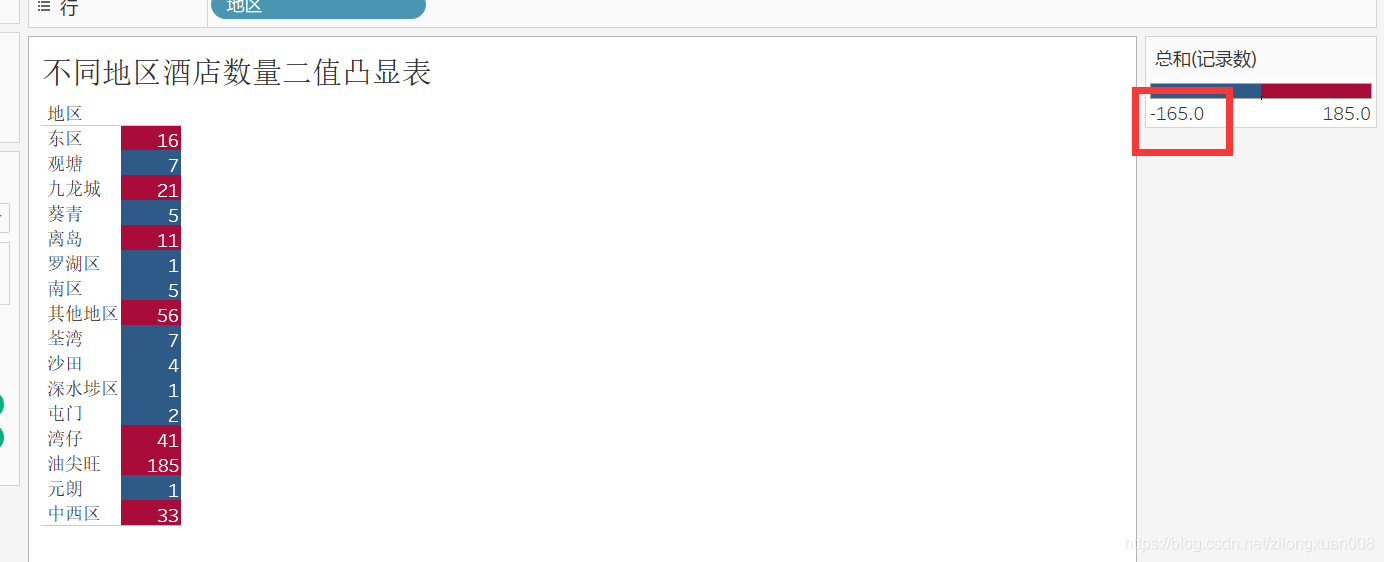 行 地区
不同地区酒店数量二值凸显表
地区
东区 16
观塘 7
九龙城 21
葵青 5
离岛 11
罗湖区 1
南区 5
其他地区 56
荃湾 7
沙田 4
深水埗区 1
屯门 2
湾仔 41
油尖旺 185
元朗 1
中西区 33
总和(记录数)
-165.0 185.0
https://blog.csdn.net/zilongxuan008